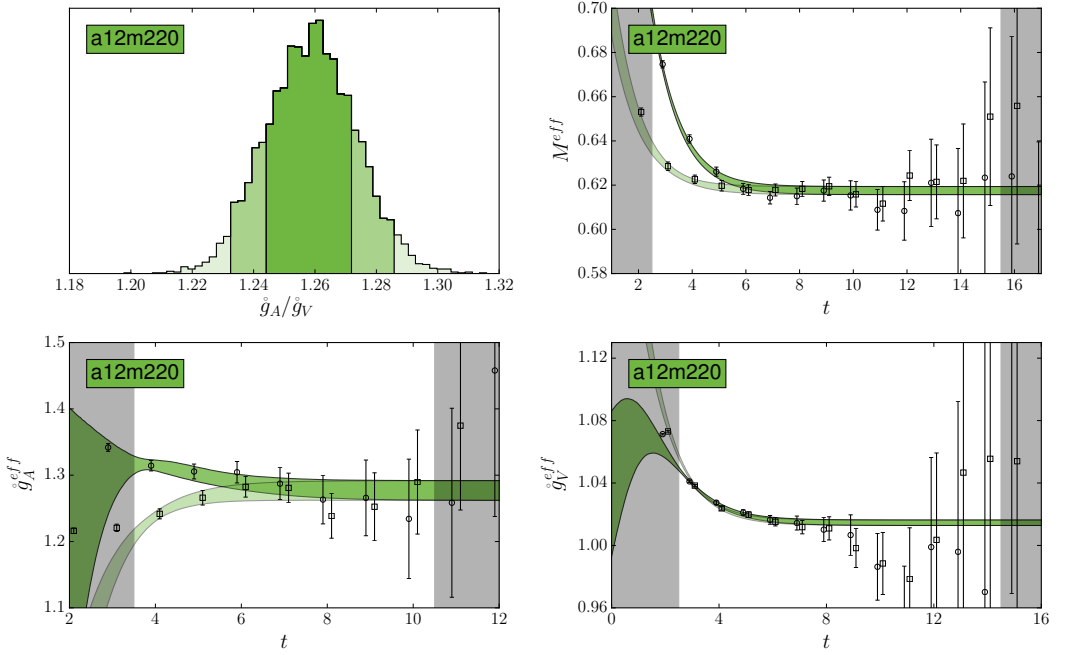 a12m220
1.18 1.20 1.22 1.24 1.26 1.28 1.30 1.32
g̊_A/g̊_V
a12m220
0.70
0.68
0.66
0.64
0.62
0.60
0.58
M^{eff}
2 4 6 8 10 12 14 16
t
a12m220
1.5
1.4
1.3
1.2
1.1
g̊_A^{eff}
2 4 6 8 10 12
t
a12m220
1.12
1.08
1.04
1.00
0.96
g̊_V^{eff}
0 4 8 12 16
t